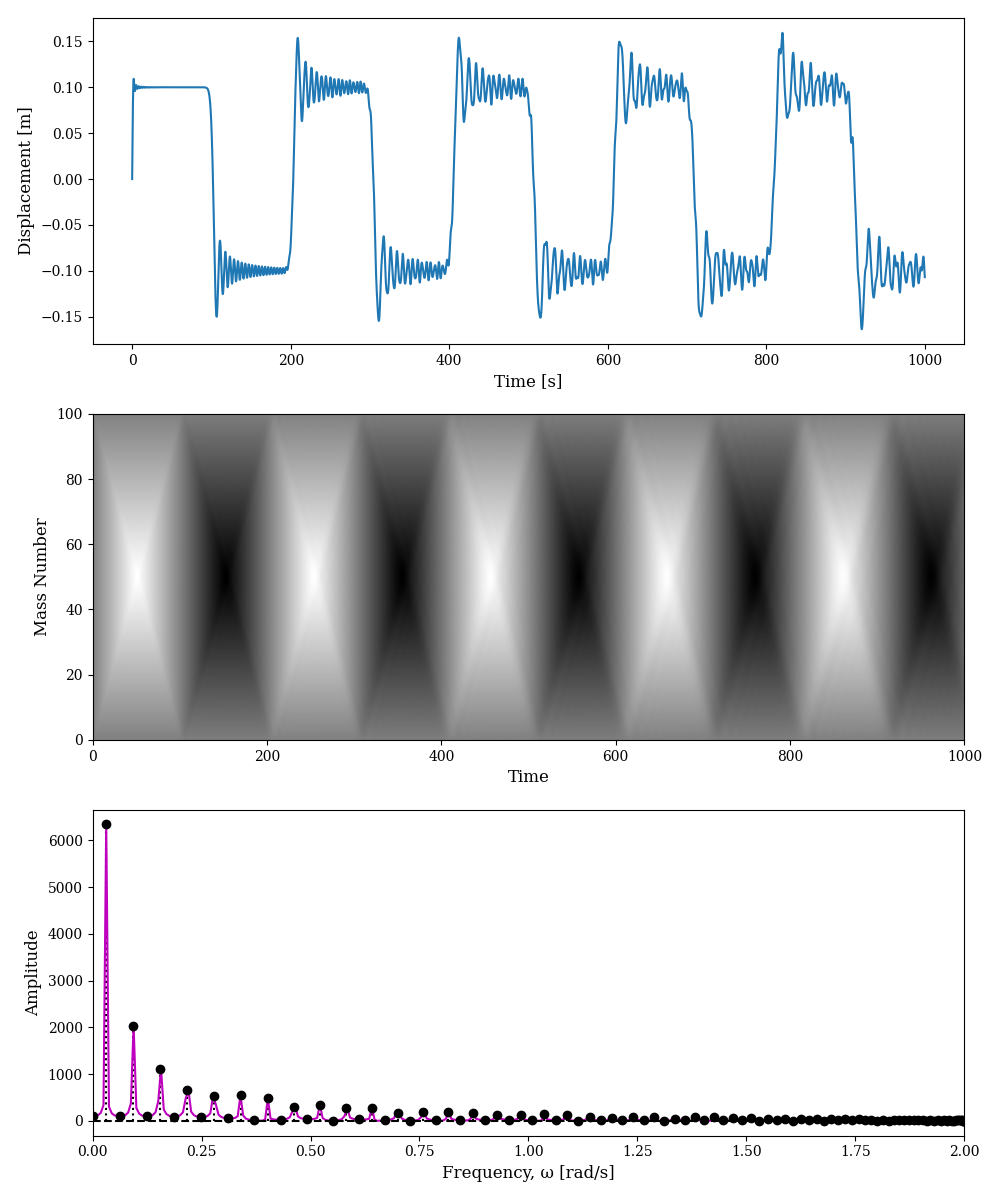 0.15
0.10
0.05
0.00
−0.05
−0.10
−0.15
Displacement [m]
0 200 400 600 800 1000
Time [s]
100
80
60
40
20
0
Mass Number
0 200 400 600 800 1000
Time
6000
5000
4000
3000
2000
1000
0
Amplitude
0.00 0.25 0.50 0.75 1.00 1.25 1.50 1.75 2.00
Frequency, ω [rad/s]